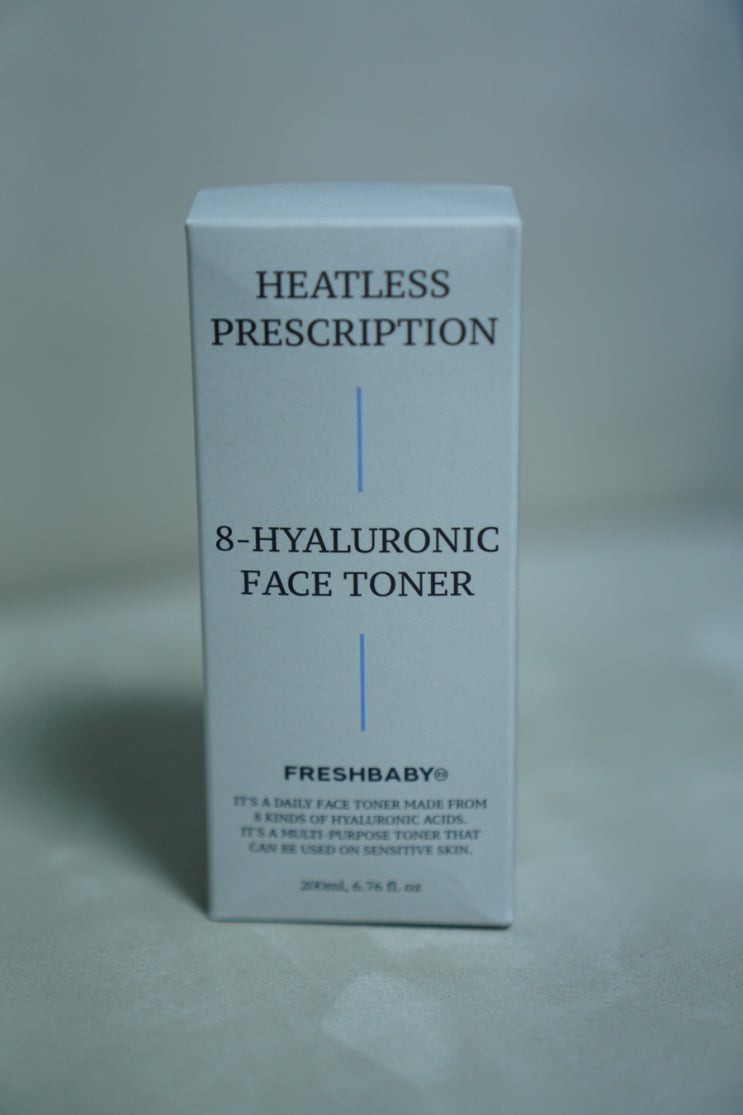 HEATLESS
PRESCRIPTION
8-HYALURONIC
FACE TONER
FRESHBABY
IT'S A DAILY FACE TONER MADE FROM
8 KINDS OF HYALURONIC ACIDS.
IT'S A MULTI-PURPOSE TONER THAT
CAN BE USED ON SENSITIVE SKIN.
200ml, 6.76 fl. oz